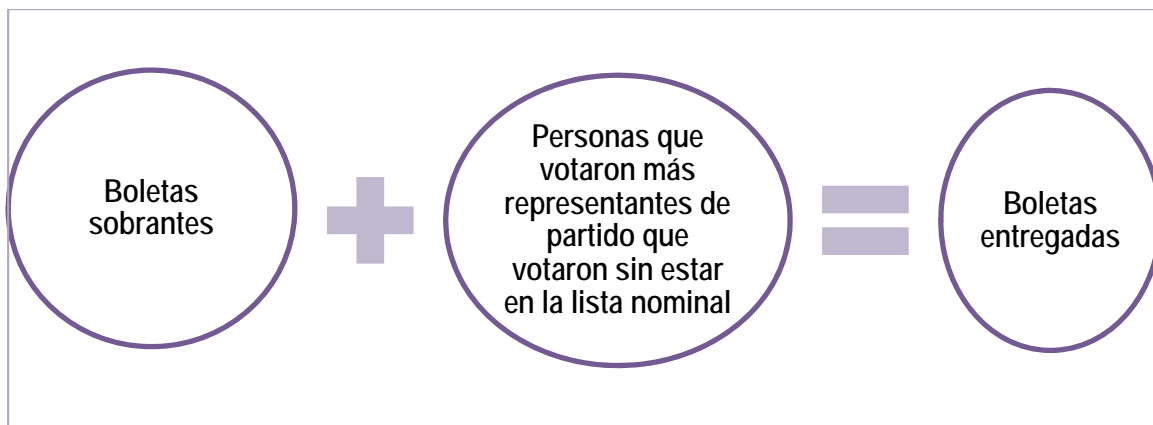 Boletas
sobrantes
Personas que
votaron más
representantes de
partido que
votaron sin estar
en la lista nominal
Boletas
entregadas